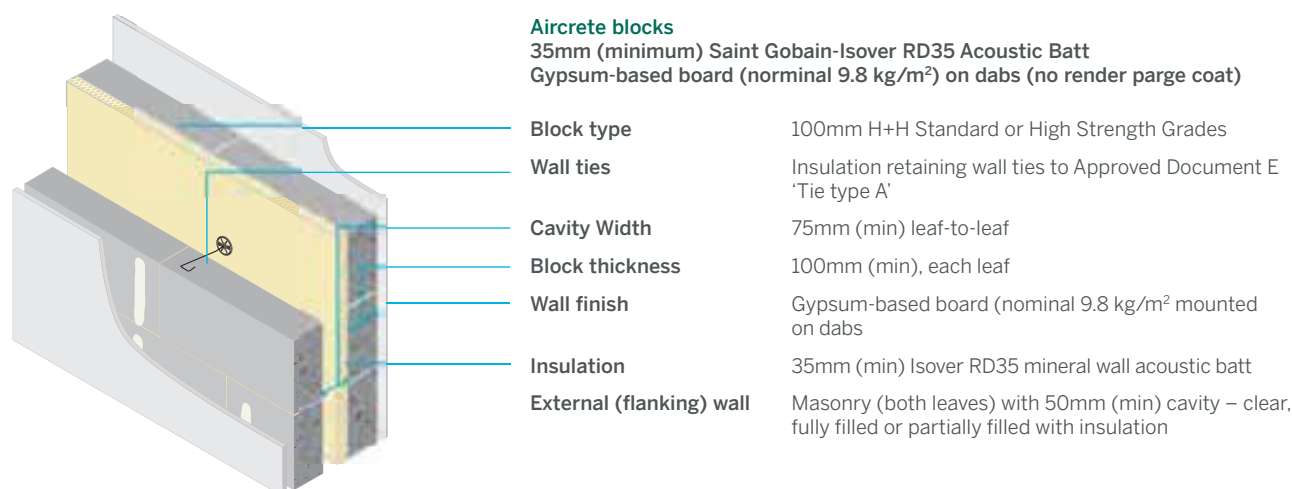 Aircrete blocks
35mm (minimum) Saint Gobain-Isover RD35 Acoustic Batt
Gypsum-based board (norminal 9.8 kg/m²) on dabs (no render parge coat)
Block type 100mm H+H Standard or High Strength Grades
Wall ties Insulation retaining wall ties to Approved Document E
‘Tie type A’
Cavity Width 75mm (min) leaf-to-leaf
Block thickness 100mm (min), each leaf
Wall finish Gypsum-based board (nominal 9.8 kg/m² mounted
on dabs
Insulation 35mm (min) Isover RD35 mineral wall acoustic batt
External (flanking) wall Masonry (both leaves) with 50mm (min) cavity – clear,
fully filled or partially filled with insulation